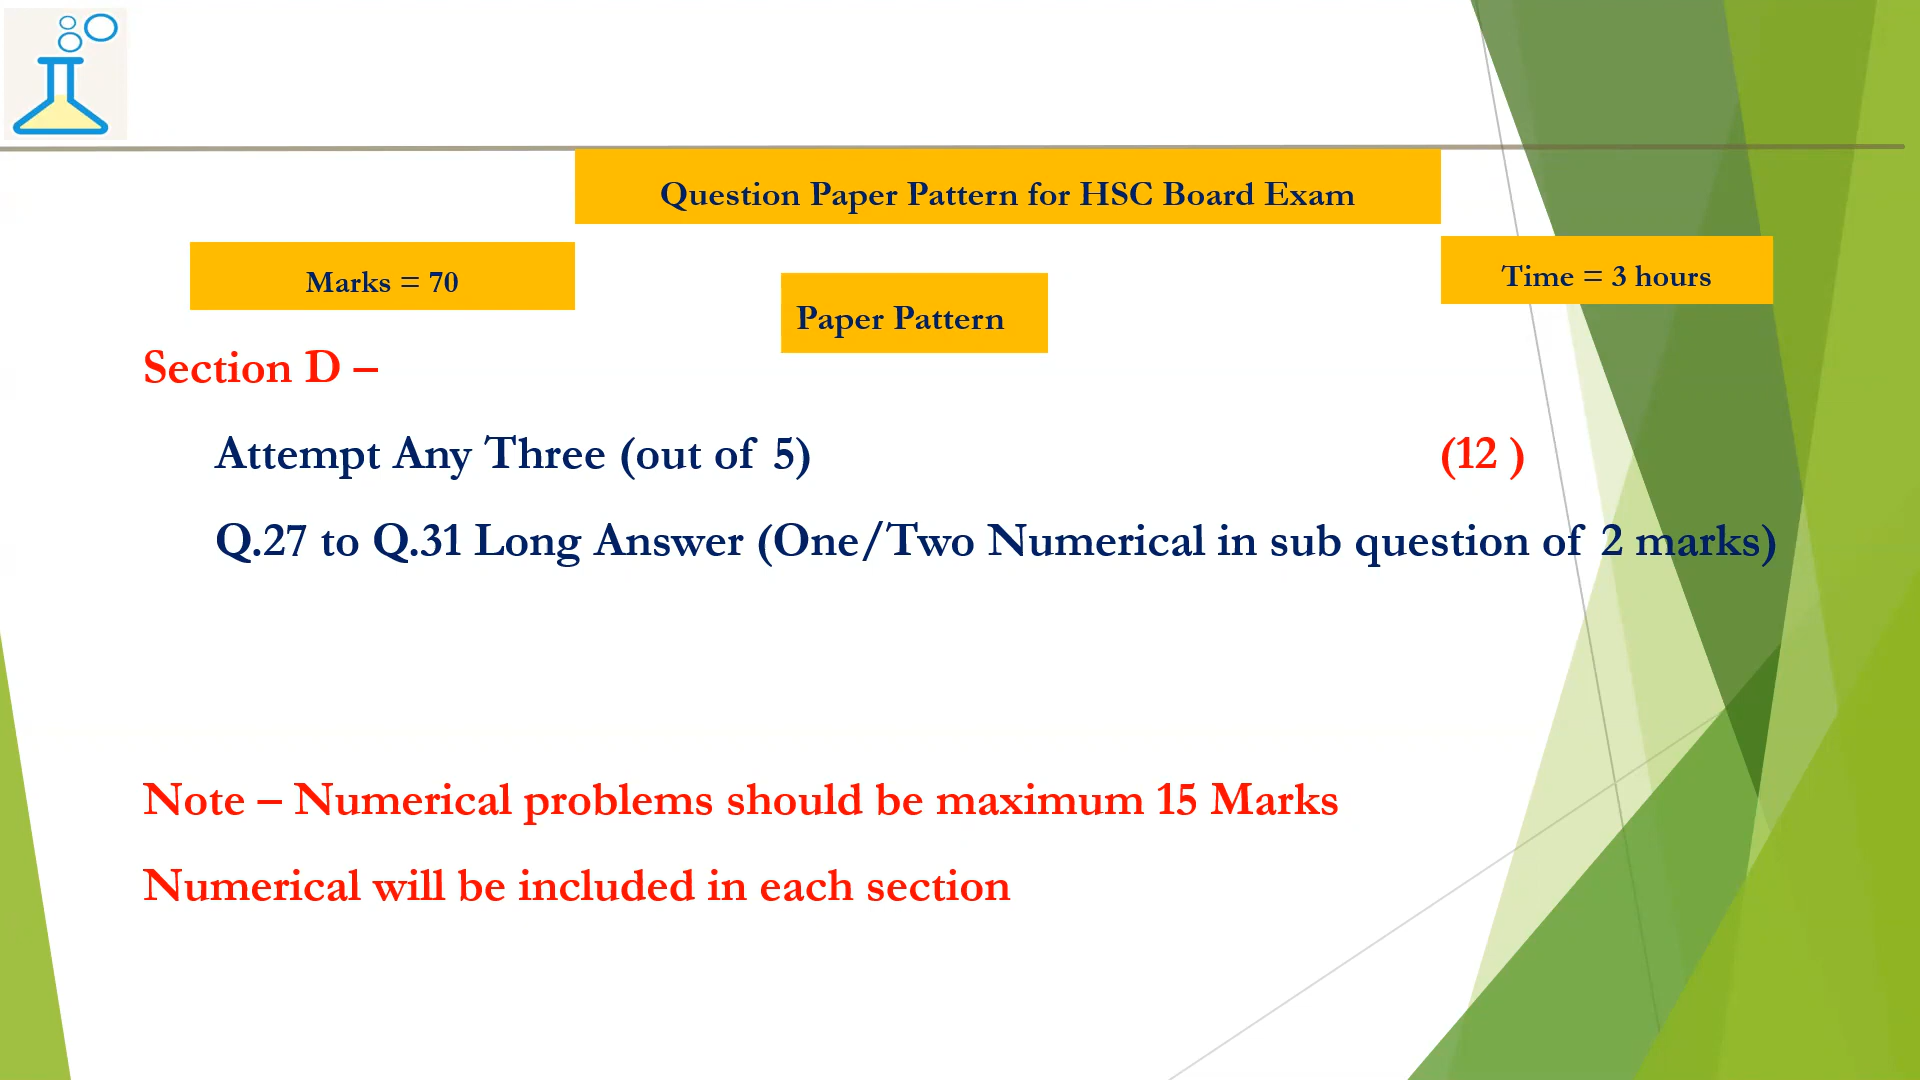 Question Paper Pattern for HSC Board Exam
Marks = 70
Time = 3 hours
Paper Pattern
Section D –
Attempt Any Three (out of 5) (12 )
Q.27 to Q.31 Long Answer (One/Two Numerical in sub question of 2 marks)
Note – Numerical problems should be maximum 15 Marks
Numerical will be included in each section